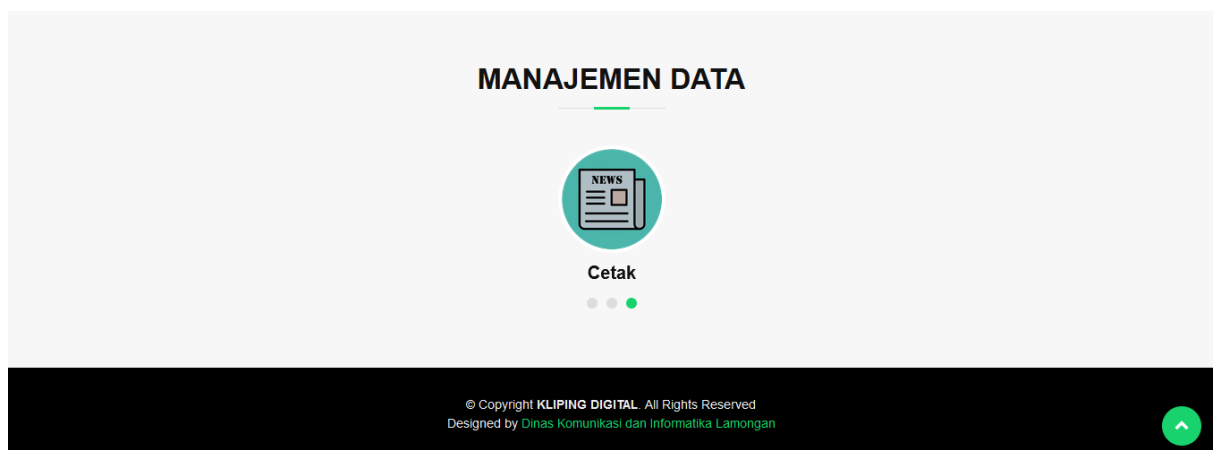 MANAJEMEN DATA
NEWS
Cetak
© Copyright KLIPING DIGITAL. All Rights Reserved
Designed by Dinas Komunikasi dan Informatika Lamongan